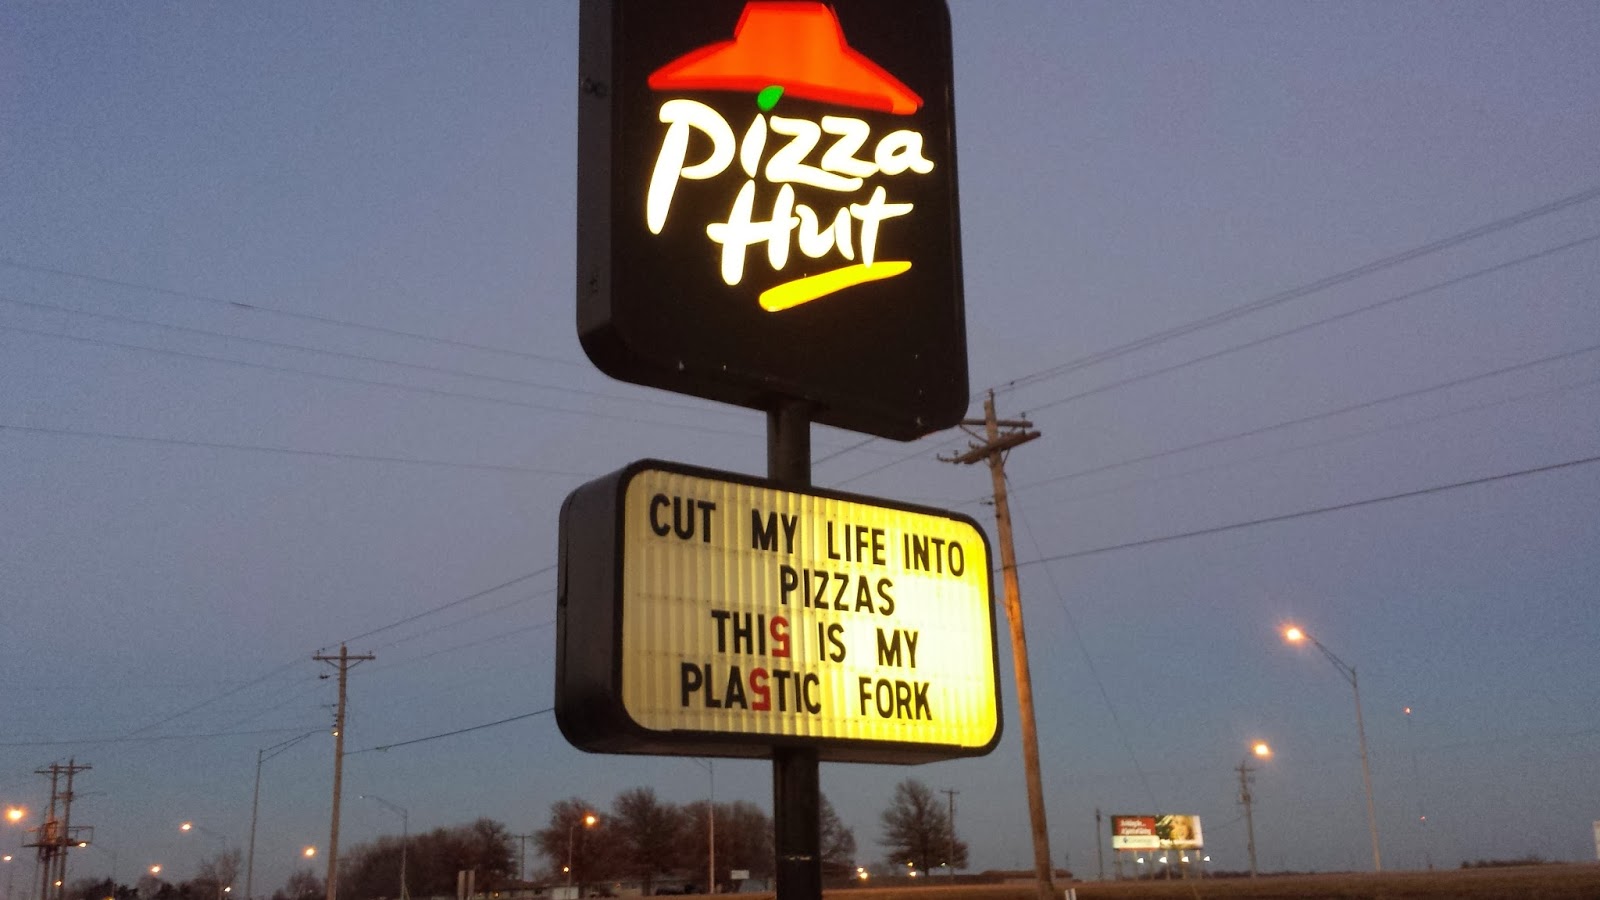 Pizza
Hut
CUT MY LIFE INTO
PIZZAS
THIS IS MY
PLASTIC FORK